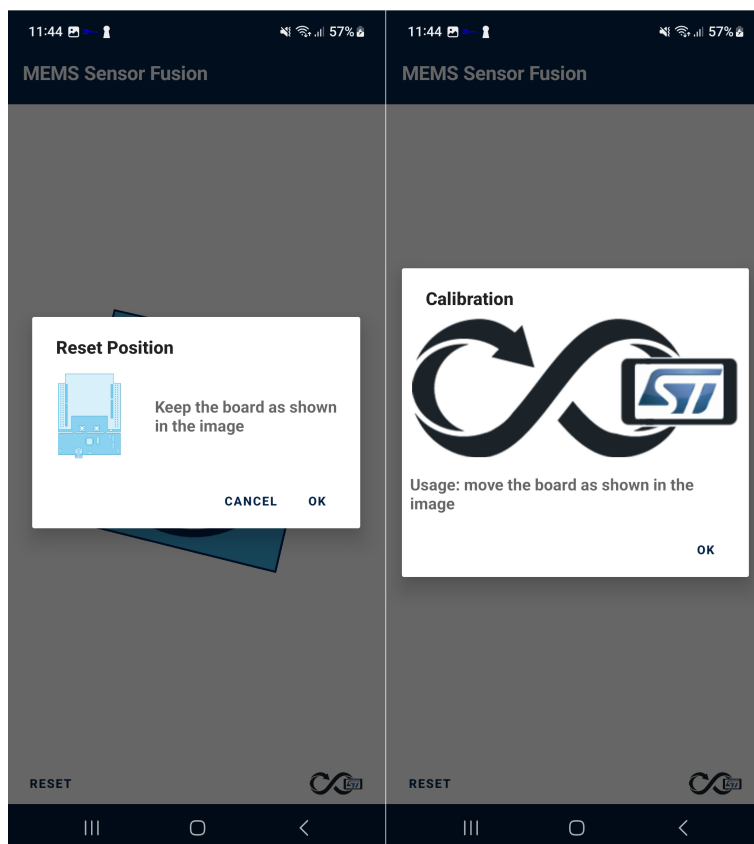 11:44
57%
MEMS Sensor Fusion
Reset Position
Keep the board as shown
in the image
CANCEL OK
RESET
11:44
57%
MEMS Sensor Fusion
Calibration
ST
Usage: move the board as shown in the
image
OK
RESET
ST